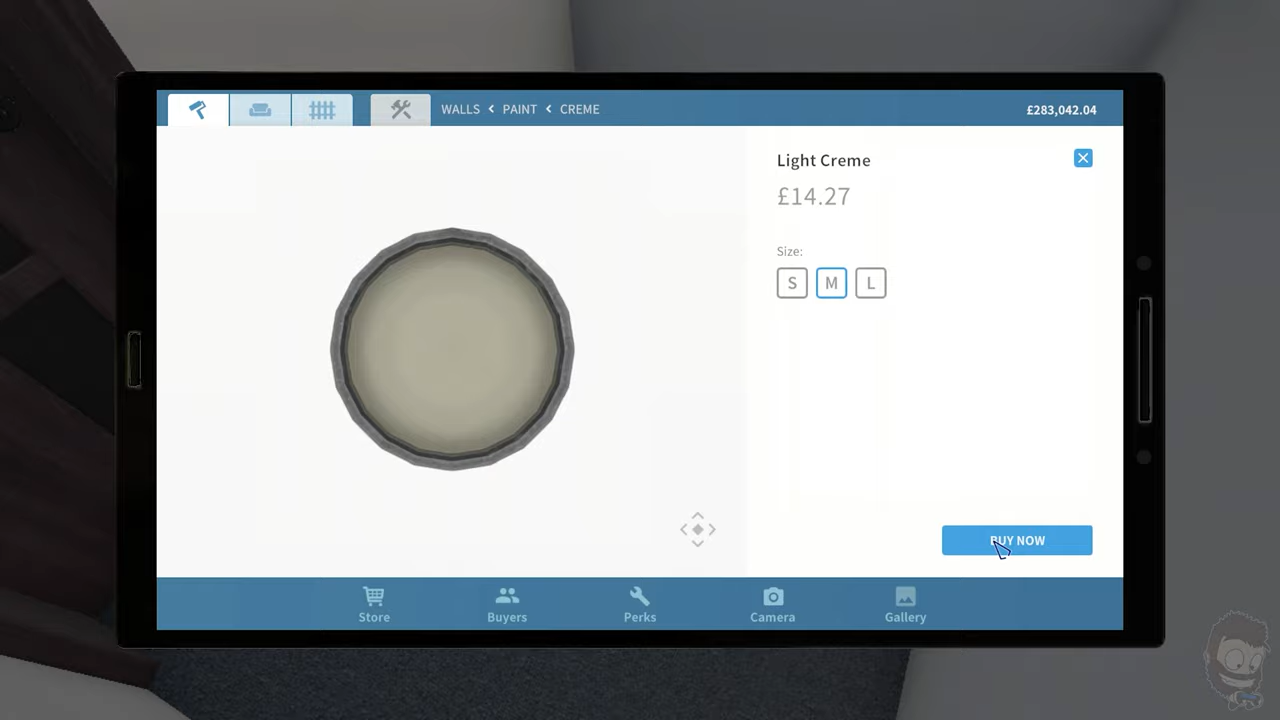 WALLS < PAINT < CREME
£283,042.04
Light Creme
£14.27
Size:
S M L
BUY NOW
Store Buyers Perks Camera Gallery